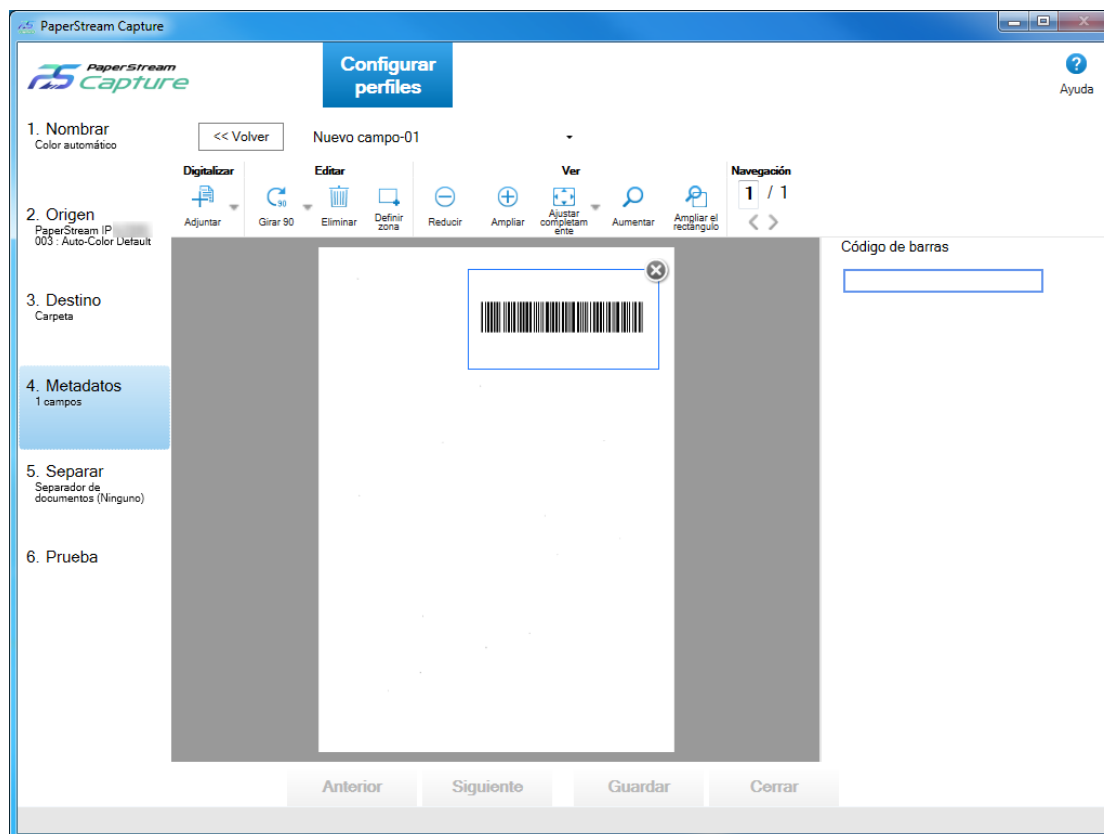 PaperStream Capture
PaperStream
Capture
Configurar
perfiles
Ayuda
1. Nombrar
Color automático
2. Origen
PaperStream IP
003 : Auto-Color Default
3. Destino
Carpeta
4. Metadatos
1 campos
5. Separar
Separador de
documentos (Ninguno)
6. Prueba
<< Volver
Nuevo campo-01
Digitalizar
Editar
Ver
Navegación
90
1 / 1
Adjuntar
Girar 90
Eliminar
Definir
zona
Reducir
Ampliar
Ajustar
completam
ente
Aumentar
Ampliar el
rectángulo
Código de barras
Anterior
Siguiente
Guardar
Cerrar